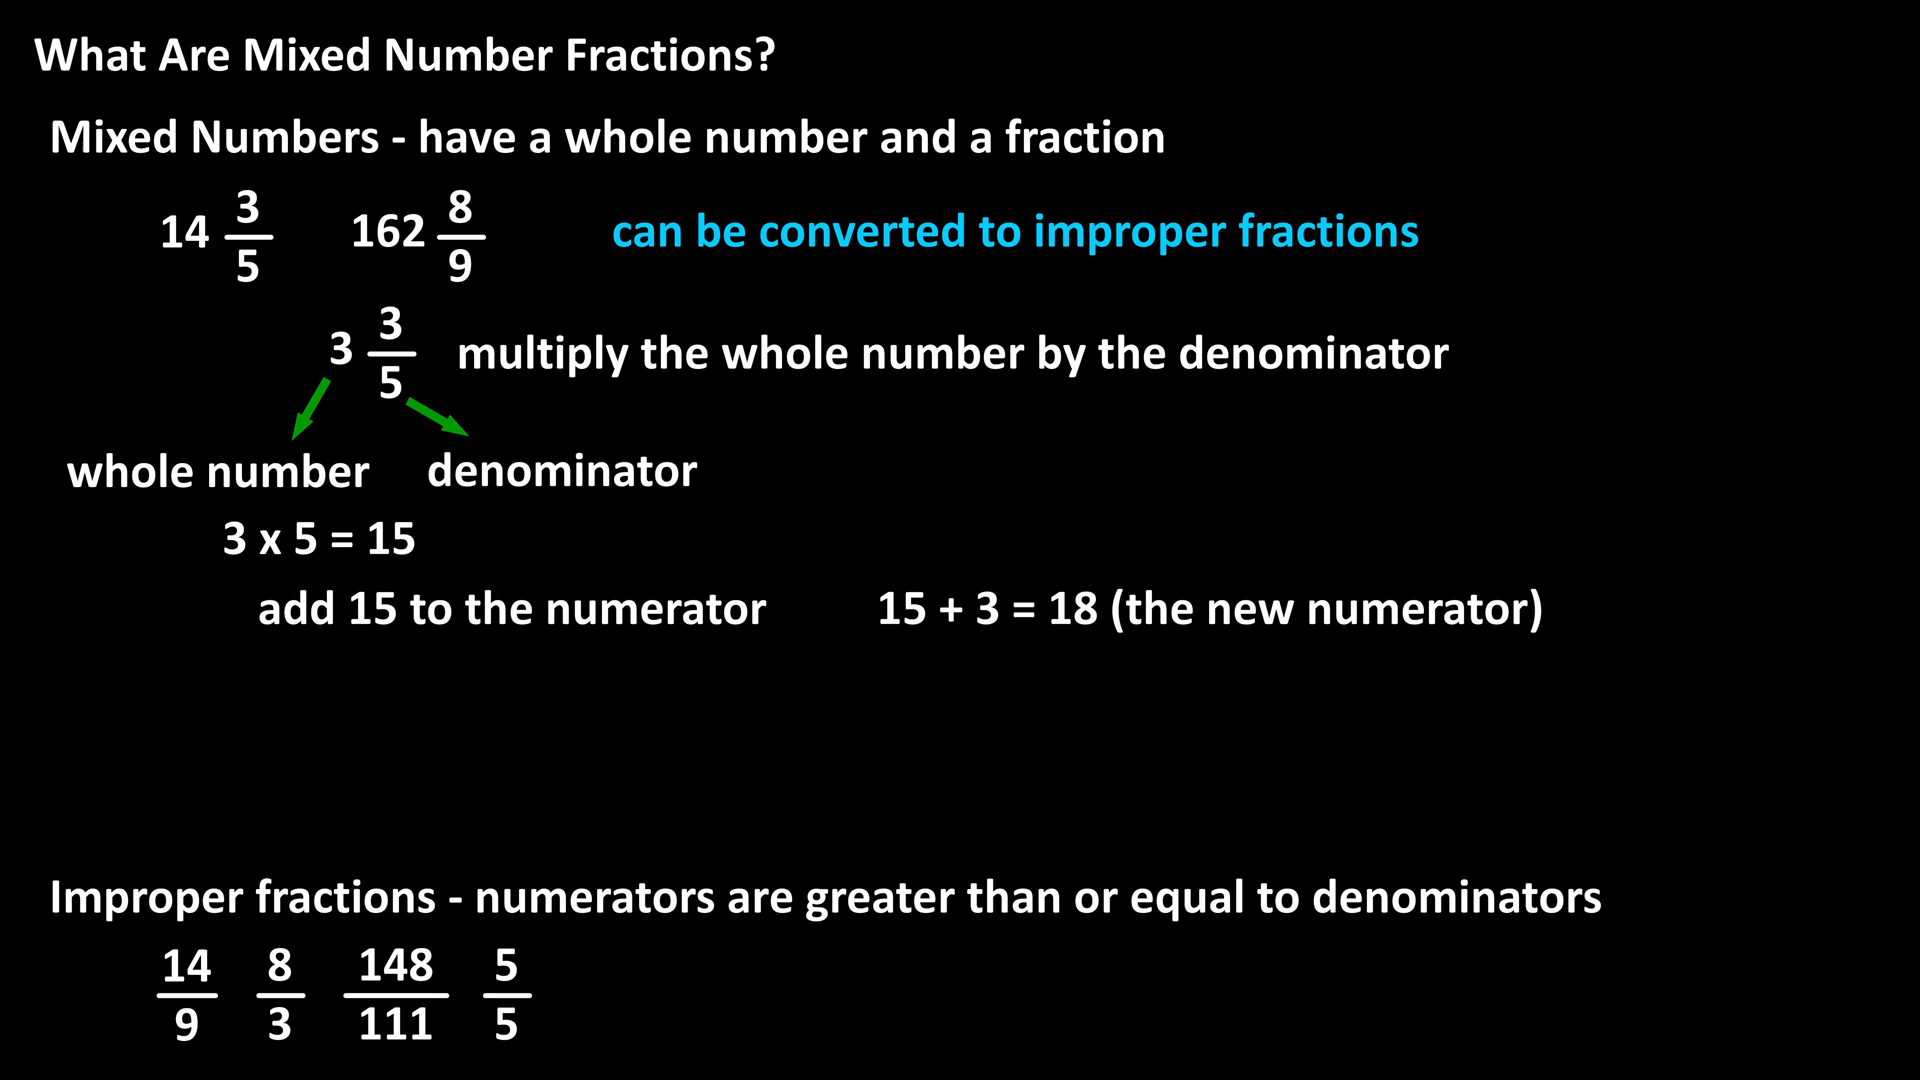 What Are Mixed Number Fractions?
Mixed Numbers - have a whole number and a fraction
14 3/5 162 8/9 can be converted to improper fractions
3 3/5 multiply the whole number by the denominator
whole number denominator
3 x 5 = 15
add 15 to the numerator 15 + 3 = 18 (the new numerator)
Improper fractions - numerators are greater than or equal to denominators
14/9 8/3 148/111 5/5